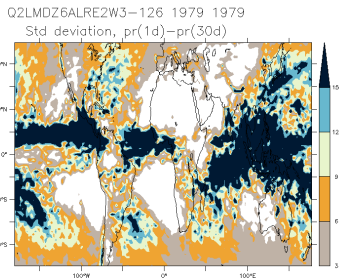 Q2LMDZ6ALRE2W3-126 1979 1979
Std deviation, pr(1d)-pr(30d)
15
12
9
6
3
0°
100°W
0°
100°E